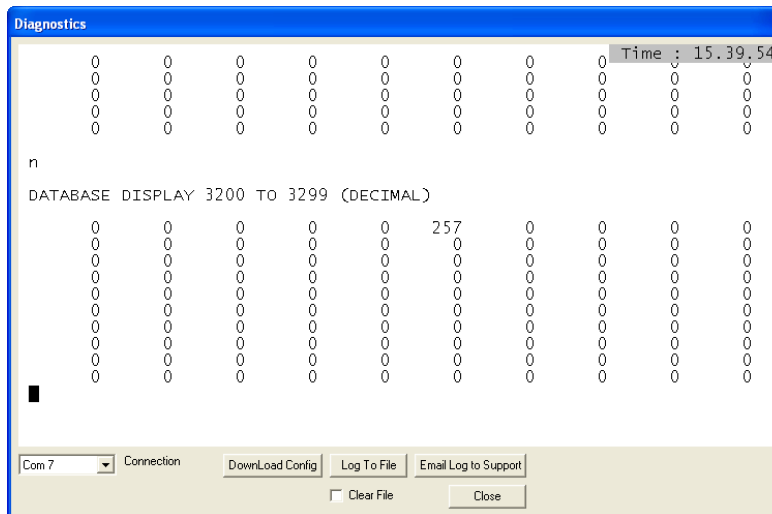 Diagnostics
Time : 15.39.54
0 0 0 0 0 0 0 0 0 0
0 0 0 0 0 0 0 0 0 0
0 0 0 0 0 0 0 0 0 0
0 0 0 0 0 0 0 0 0 0
0 0 0 0 0 0 0 0 0 0
n
DATABASE DISPLAY 3200 TO 3299 (DECIMAL)
0 0 0 0 0 257 0 0 0 0
0 0 0 0 0 0 0 0 0 0
0 0 0 0 0 0 0 0 0 0
0 0 0 0 0 0 0 0 0 0
0 0 0 0 0 0 0 0 0 0
0 0 0 0 0 0 0 0 0 0
0 0 0 0 0 0 0 0 0 0
0 0 0 0 0 0 0 0 0 0
0 0 0 0 0 0 0 0 0 0
0 0 0 0 0 0 0 0 0 0
Com 7 Connection DownLoad Config Log To File Email Log to Support
Clear File Close